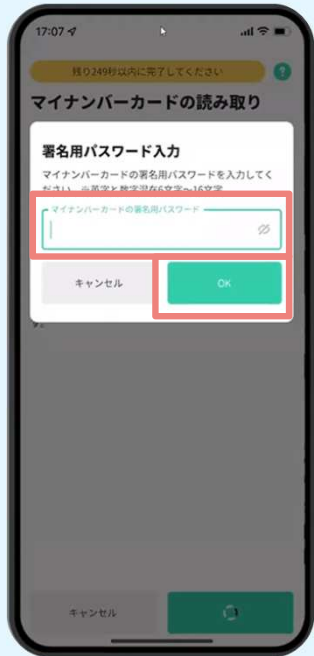 17:07
残り249秒以内に完了してください
?
マイナンバーカードの読み取り
署名用パスワード入力
マイナンバーカードの署名用パスワードを入力してく
ださい。※英字と数字混在6文字～16文字
マイナンバーカードの署名用パスワード
キャンセル
OK
す。
キャンセル